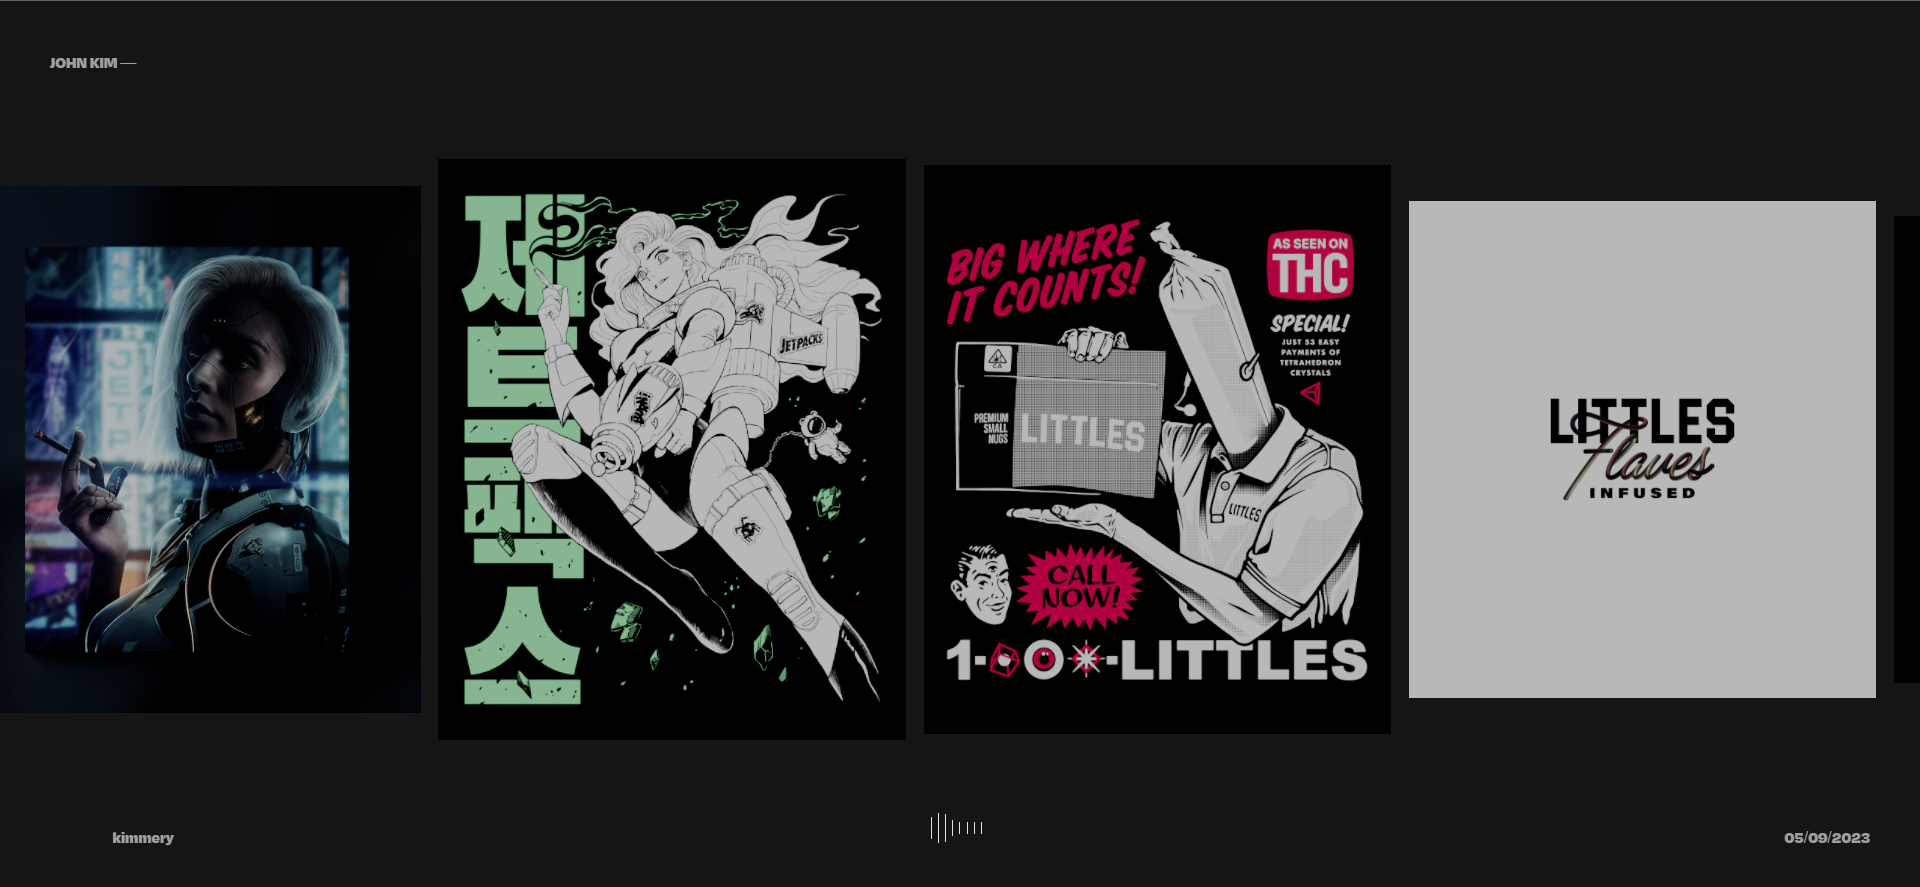 JOHN KIM —
JETP
제트팩스
JETPACKS
BIG WHERE
IT COUNTS!
AS SEEN ON
THC
SPECIAL!
JUST 53 EASY
PAYMENTS OF
TETRAHEDRON
CRYSTALS
CA
PREMIUM
SMALL
NUGS
LITTLES
LITTLES
CALL
NOW!
1-
-LITTLES
LITTLES
Flaves
INFUSED
kimmery
05/09/2023